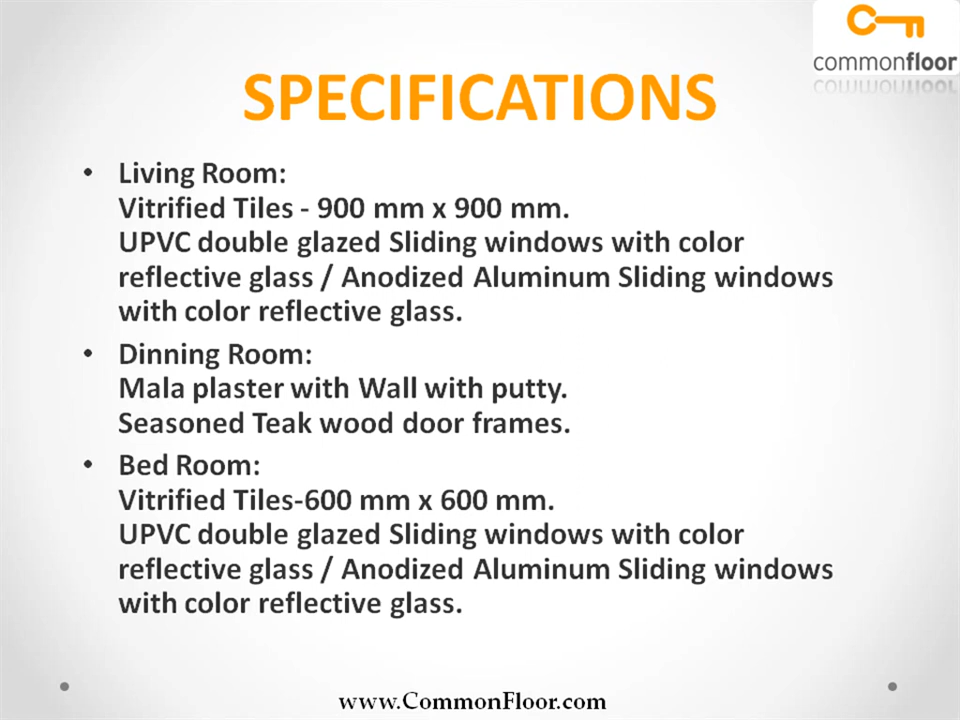 commonfloor
SPECIFICATIONS
• Living Room:
Vitrified Tiles - 900 mm x 900 mm.
UPVC double glazed Sliding windows with color
reflective glass / Anodized Aluminum Sliding windows
with color reflective glass.
• Dinning Room:
Mala plaster with Wall with putty.
Seasoned Teak wood door frames.
• Bed Room:
Vitrified Tiles-600 mm x 600 mm.
UPVC double glazed Sliding windows with color
reflective glass / Anodized Aluminum Sliding windows
with color reflective glass.
www.CommonFloor.com